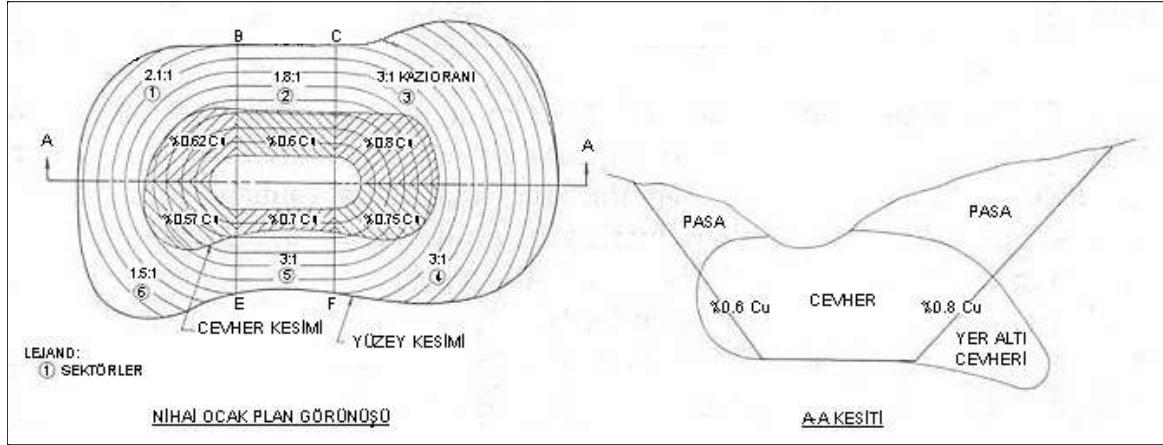 B C
2.1:1 1.8:1 3:1 KAZI ORANI
① ② ③
A A
%0.62 Cu %0.6 Cu %0.8 Cu
%0.57 Cu %0.7 Cu %0.75 Cu
1.5:1 3:1 3:1
⑥ ⑤ ④
E F
CEVHER KESİMİ
YÜZEY KESİMİ
LEJAND:
① SEKTÖRLER
NİHAİ OCAK PLAN GÖRÜNÜŞÜ
PASA PASA
%0.6 Cu CEVHER %0.8 Cu
YER ALTI
CEVHERİ
A-A KESİTİ